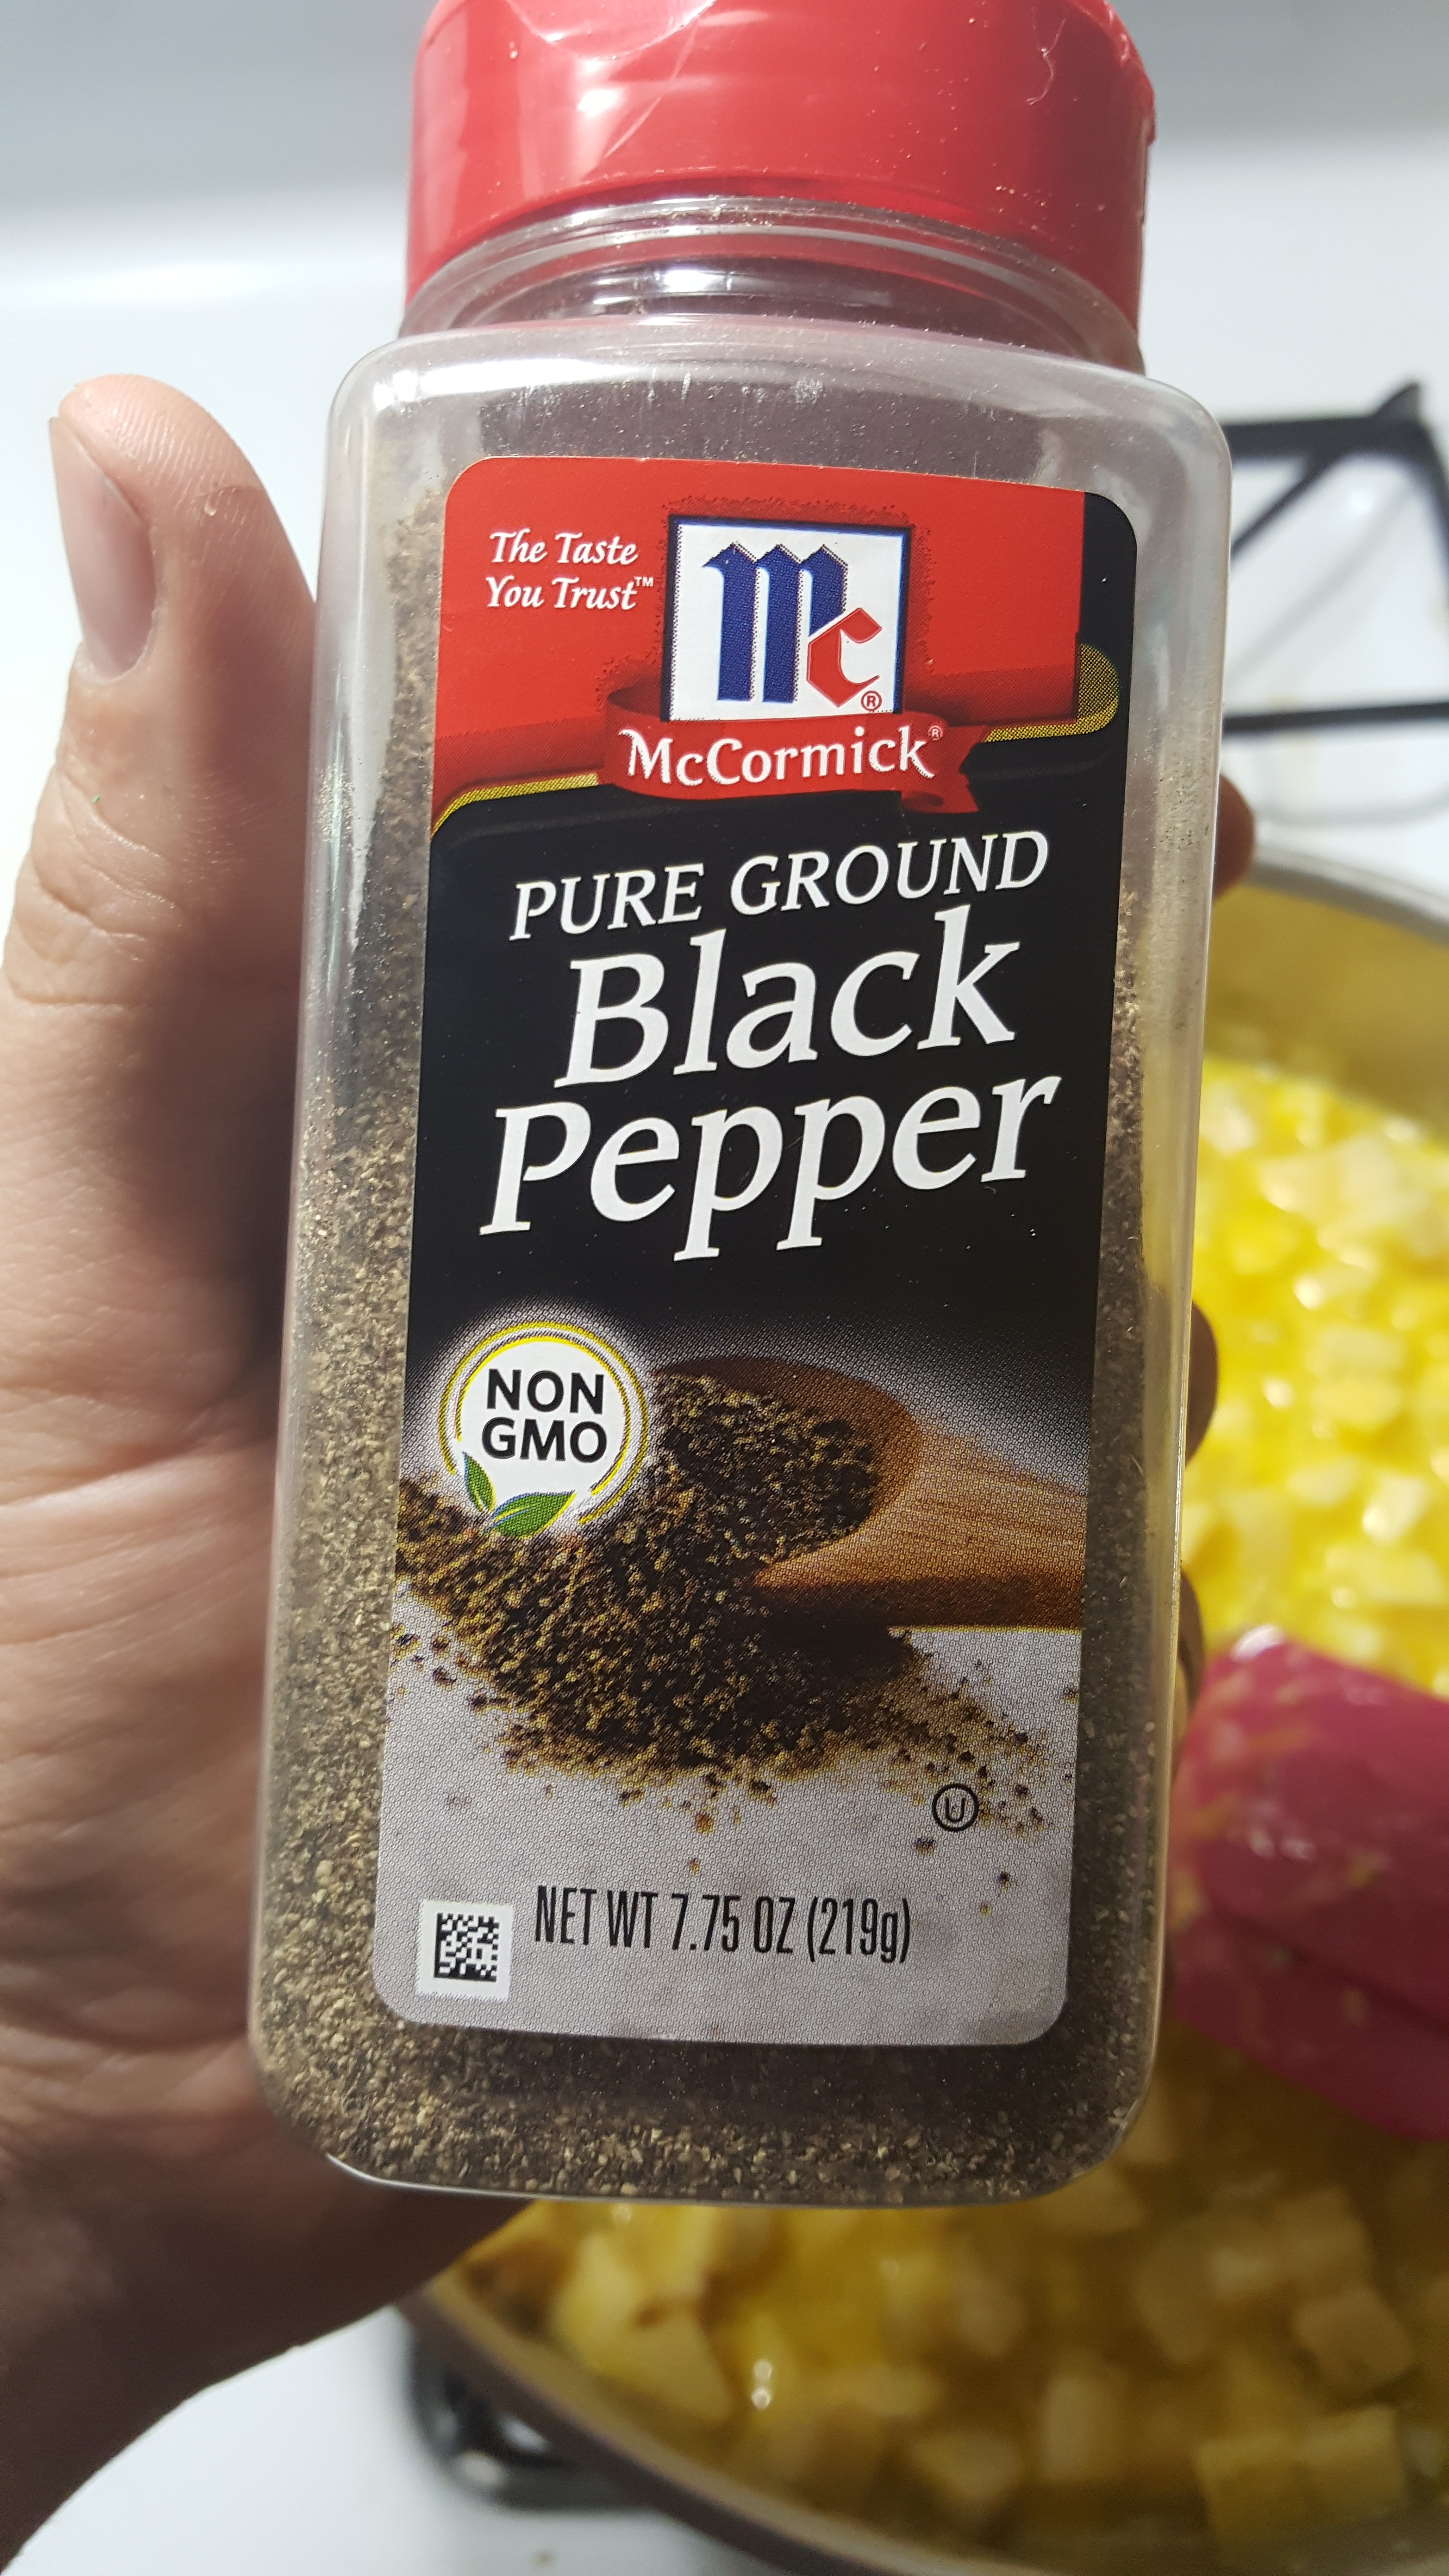 The Taste
You Trust™
Mc®
McCormick®
PURE GROUND
Black
Pepper
NON
GMO
U
NET WT 7.75 OZ (219g)